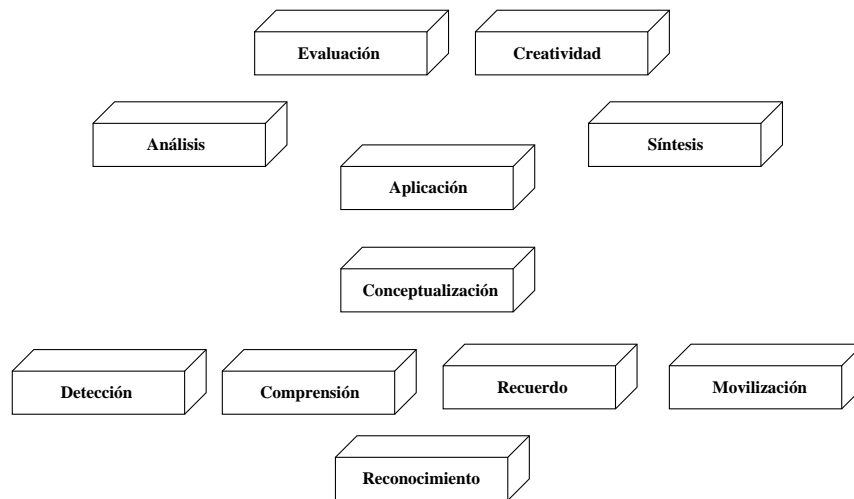 Evaluación
Creatividad
Análisis
Síntesis
Aplicación
Conceptualización
Detección
Comprensión
Recuerdo
Movilización
Reconocimiento